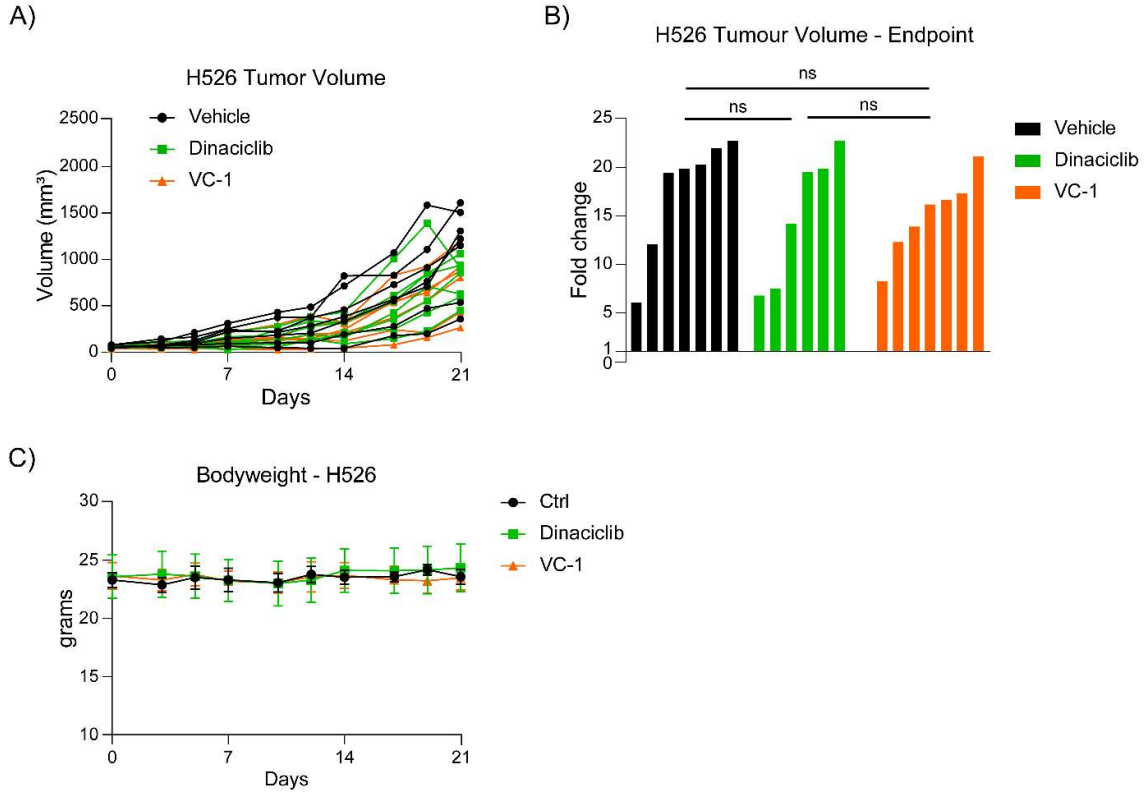 A)
H526 Tumor Volume
Vehicle
Dinaciclib
VC-1
Volume (mm³)
2500
2000
1500
1000
500
0
0 7 14 21
Days
B)
H526 Tumour Volume - Endpoint
ns
ns ns
Vehicle
Dinaciclib
VC-1
Fold change
25
20
15
10
5
1
0
C)
Bodyweight - H526
Ctrl
Dinaciclib
VC-1
grams
30
25
20
15
10
0 7 14 21
Days